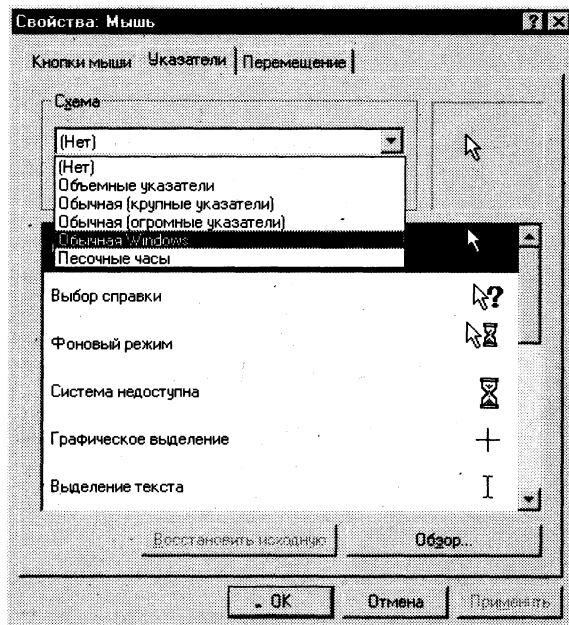 Свойства: Мышь
Кнопки мыши Указатели Перемещение
Схема
(Нет)
(Нет)
Объемные указатели
Обычная (крупные указатели)
Обычная (огромные указатели)
Обычная Windows
Песочные часы
Выбор справки
Фоновый режим
Система недоступна
Графическое выделение
Выделение текста
Восстановить исходную Обзор...
OK Отмена Применить